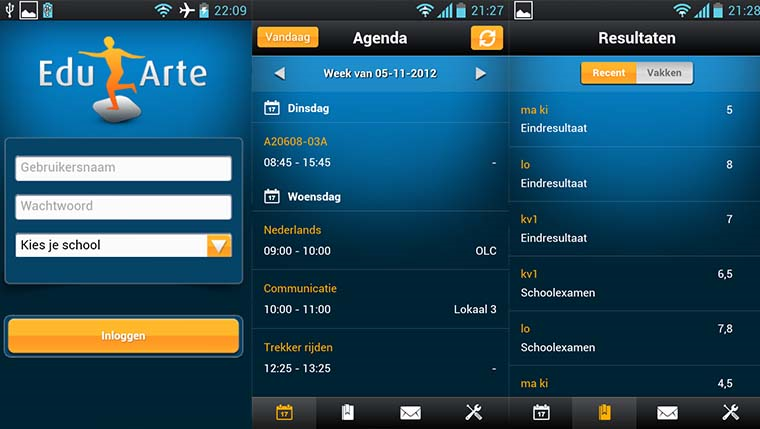 22:09
Edu Arte
Gebruikersnaam
Wachtwoord
Kies je school
Inloggen
21:27
Vandaag
Agenda
Week van 05-11-2012
17 Dinsdag
A20608-03A
08:45 - 15:45 -
17 Woensdag
Nederlands
09:00 - 10:00 OLC
Communicatie
10:00 - 11:00 Lokaal 3
Trekker rijden
12:25 - 13:25 -
17
21:28
Resultaten
Recent Vakken
ma ki 5
Eindresultaat
lo 8
Eindresultaat
kv1 7
Eindresultaat
kv1 6,5
Schoolexamen
lo 7,8
Schoolexamen
ma ki 4,5
17